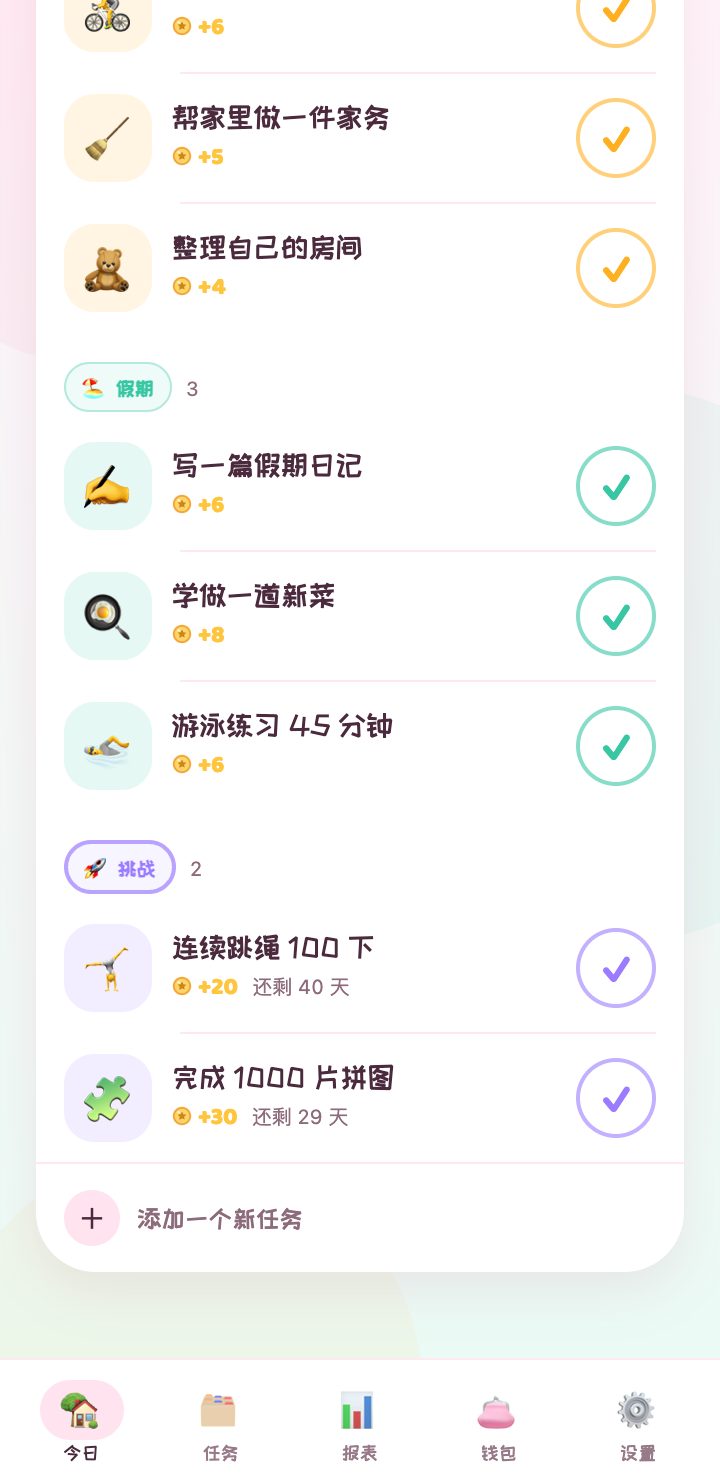 +6
帮家里做一件家务
+5
整理自己的房间
+4
假期 3
写一篇假期日记
+6
学做一道新菜
+8
游泳练习 45 分钟
+6
挑战 2
连续跳绳 100 下
+20 还剩 40 天
完成 1000 片拼图
+30 还剩 29 天
+ 添加一个新任务
今日 任务 报表 钱包 设置